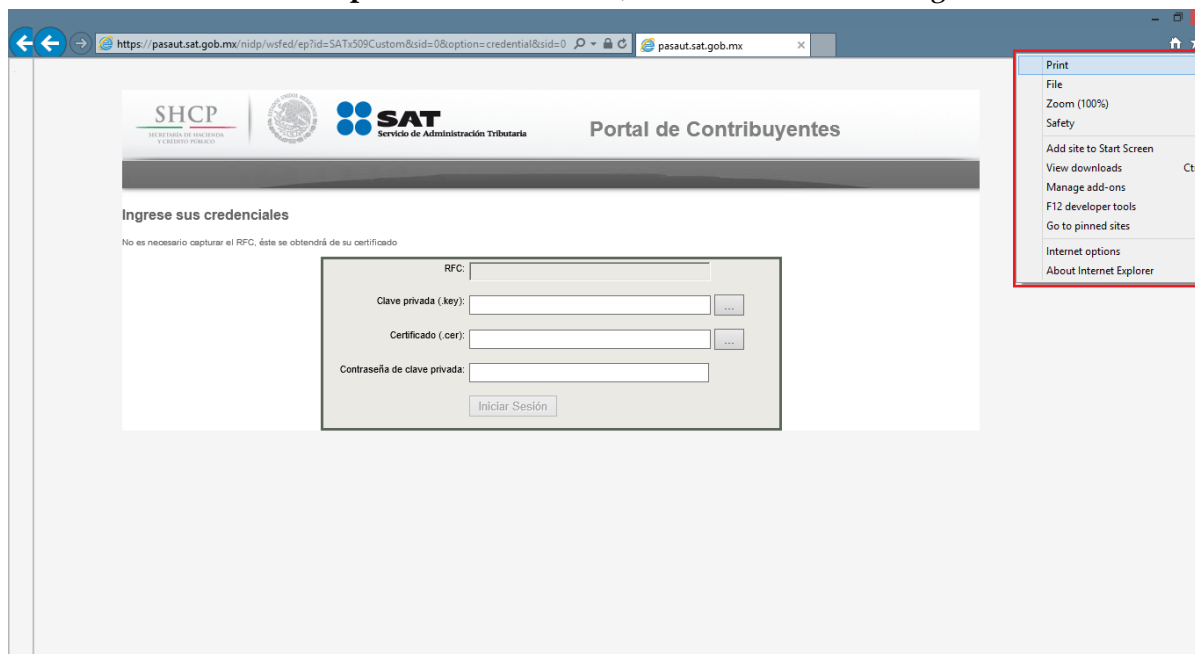 https://pasaut.sat.gob.mx/nidp/wsfed/ep?id=SATx509Custom&sid=0&option=credential&sid=0
pasaut.sat.gob.mx
Print
File
Zoom (100%)
Safety
Add site to Start Screen
View downloads
Manage add-ons
F12 developer tools
Go to pinned sites
Internet options
About Internet Explorer
SHCP
SECRETARÍA DE HACIENDA
Y CRÉDITO PÚBLICO
SAT
Servicio de Administración Tributaria
Portal de Contribuyentes
Ingrese sus credenciales
No es necesario capturar el RFC, éste se obtendrá de su certificado
RFC:
Clave privada (.key):
...
Certificado (.cer):
...
Contraseña de clave privada:
Iniciar Sesión